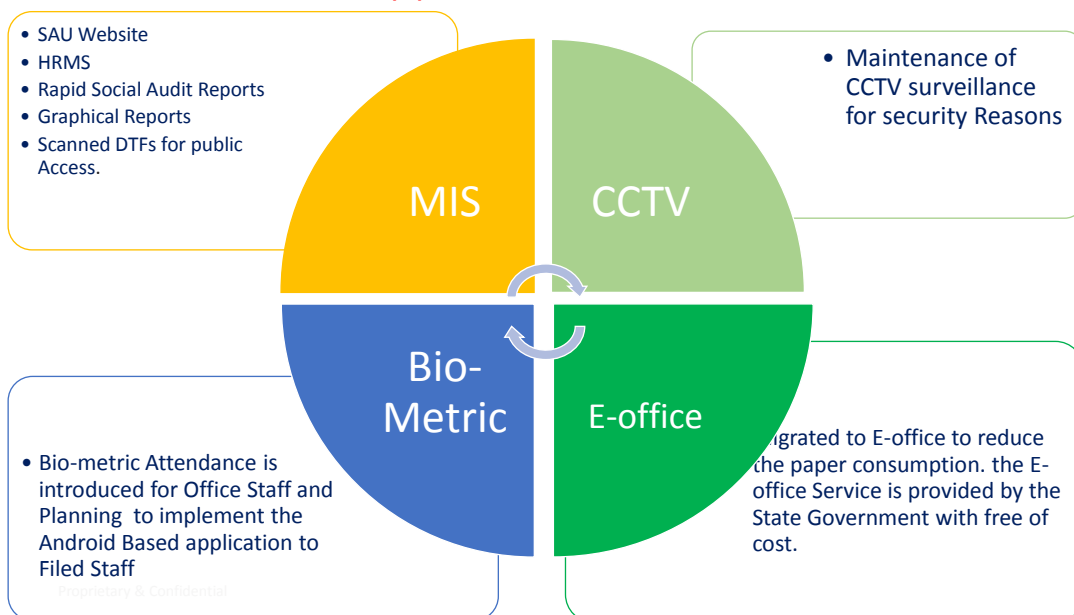 • SAU Website
• HRMS
• Rapid Social Audit Reports
• Graphical Reports
• Scanned DTFs for public
Access.
• Maintenance of
CCTV surveillance
for security Reasons
MIS
CCTV
Bio-
Metric
E-office
• Bio-metric Attendance is
introduced for Office Staff and
Planning to implement the
Android Based application to
Filed Staff
to E-office to reduce
the paper consumption. the E-
office Service is provided by the
State Government with free of
cost.
Proprietary & Confidential